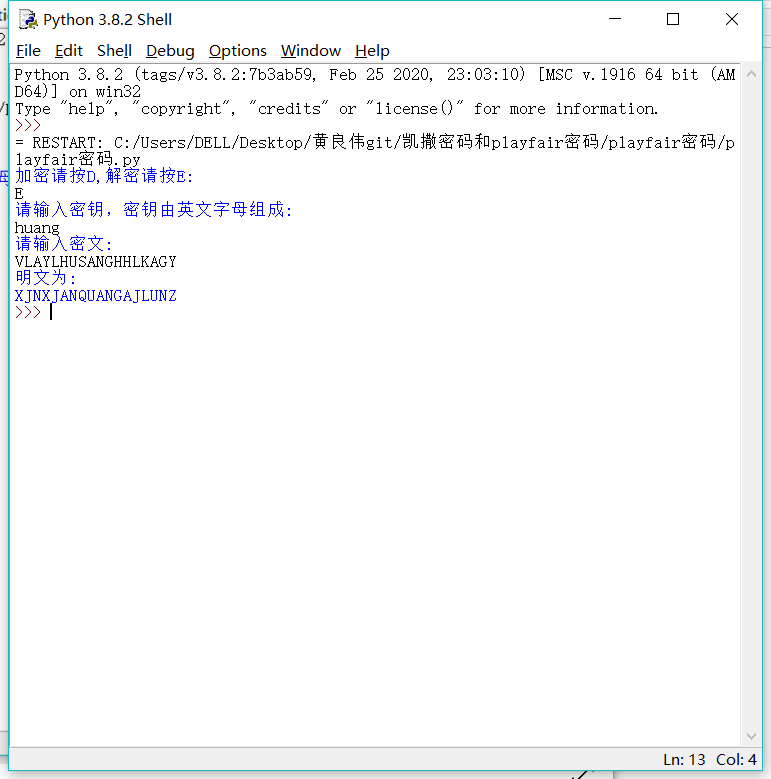 Python 3.8.2 Shell
File Edit Shell Debug Options Window Help
Python 3.8.2 (tags/v3.8.2:7b3ab59, Feb 25 2020, 23:03:10) [MSC v.1916 64 bit (AM
D64)] on win32
Type "help", "copyright", "credits" or "license()" for more information.
>>>
= RESTART: C:/Users/DELL/Desktop/黄良伟git/凯撒密码和playfair密码/playfair密码/p
layfair密码.py
加密请按D,解密请按E:
E
请输入密钥，密钥由英文字母组成:
huang
请输入密文:
VLAYLHUSANGHHLKAGY
明文为:
XJNXJANQUANGAJLUNZ
>>>
Ln: 13 Col: 4